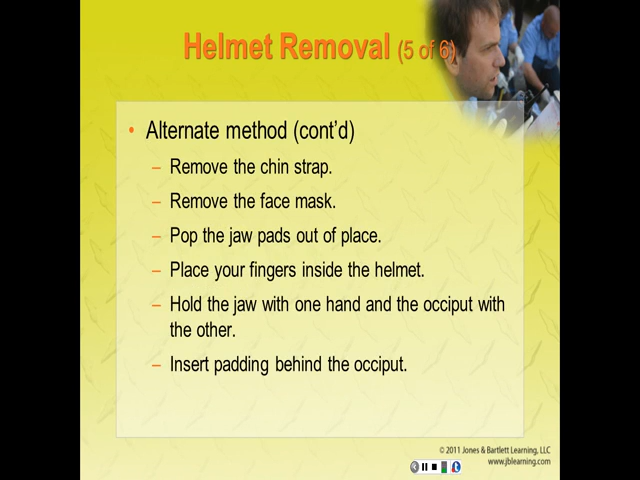 Helmet Removal (5 of 6)
• Alternate method (cont’d)
– Remove the chin strap.
– Remove the face mask.
– Pop the jaw pads out of place.
– Place your fingers inside the helmet.
– Hold the jaw with one hand and the occiput with
the other.
– Insert padding behind the occiput.
© 2011 Jones & Bartlett Learning, LLC
www.jblearning.com